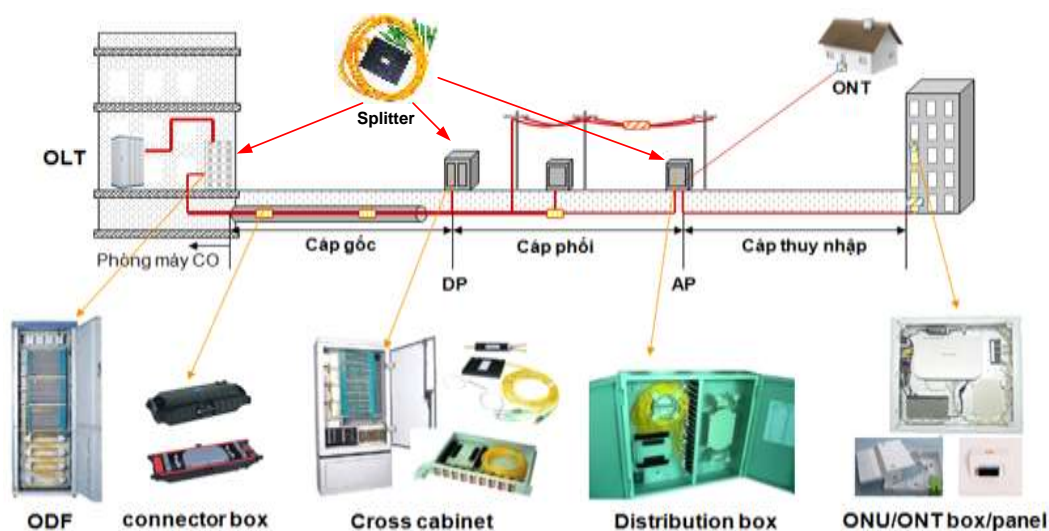 Splitter
ONT
OLT
Cáp gốc
Cáp phối
Cáp thuy nhập
Phòng máy CO
DP
AP
ODF
connector box
Cross cabinet
Distribution box
ONU/ONT box/panel